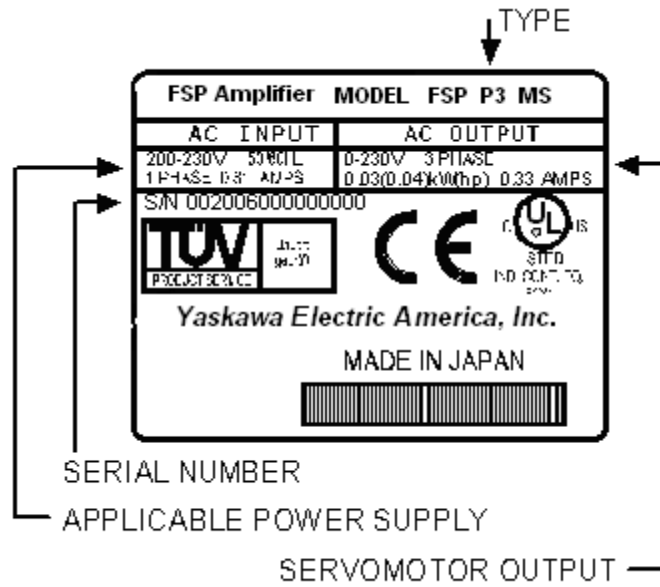 TYPE
FSP Amplifier MODEL FSP P3 MS
AC INPUT AC OUTPUT
200-230V 0-230V 3 PHASE
1 PHASE AMPS 0.03(0.04)kW(hp) 0.33 AMPS
S/N 002006000000000
TÜV
PRODUCT SERVICE
CE
C UL US
Yaskawa Electric America, Inc.
MADE IN JAPAN
SERIAL NUMBER
APPLICABLE POWER SUPPLY
SERVOMOTOR OUTPUT